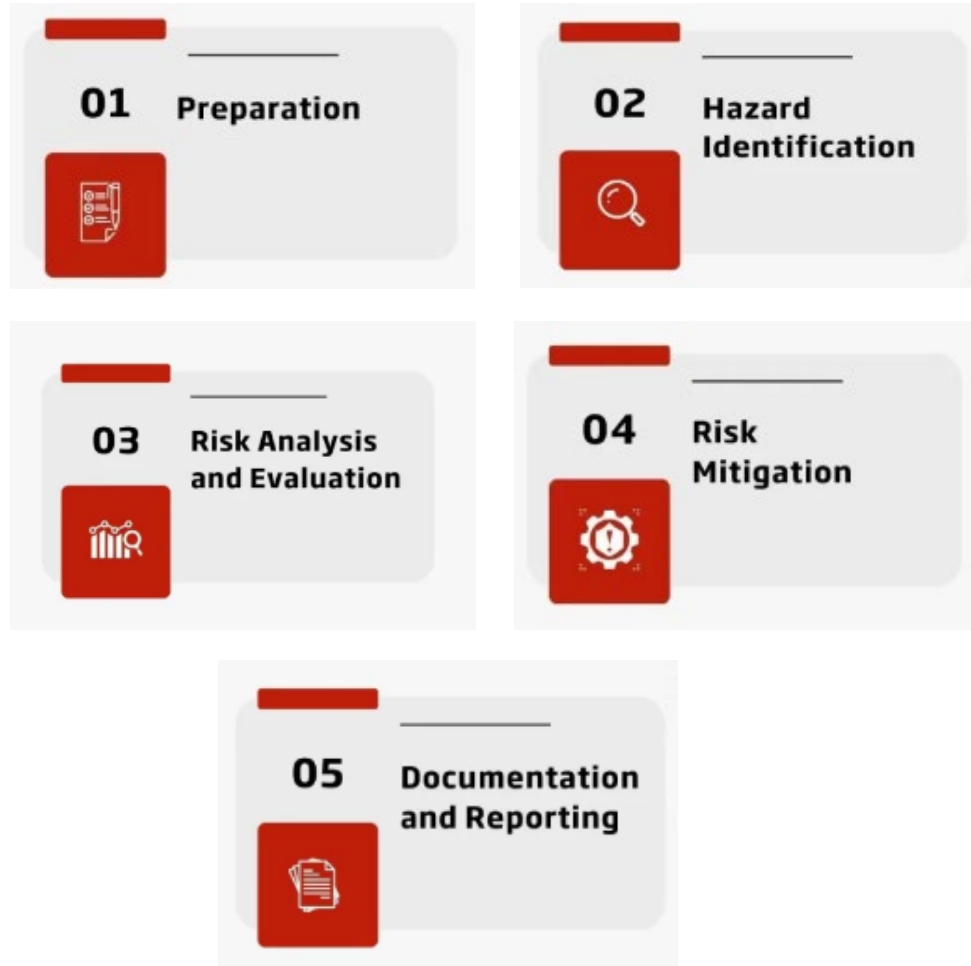 01
Preparation
02
Hazard
Identification
03
Risk Analysis
and Evaluation
04
Risk
Mitigation
05
Documentation
and Reporting